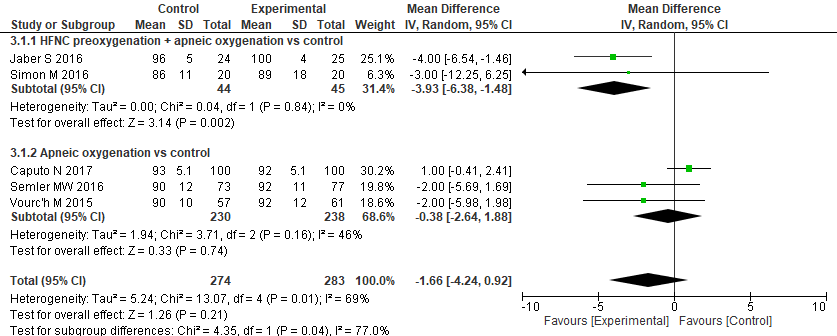 Control Experimental Mean Difference Mean Difference
Study or Subgroup Mean SD Total Mean SD Total Weight IV, Random, 95% CI IV, Random, 95% CI
3.1.1 HFNC preoxygenation + apneic oxygenation vs control
Jaber S 2016 96 5 24 100 4 25 25.1% -4.00 [-6.54, -1.46]
Simon M 2016 86 11 20 89 18 20 6.3% -3.00 [-12.25, 6.25]
Subtotal (95% CI) 44 45 31.4% -3.93 [-6.38, -1.48]
Heterogeneity: Tau² = 0.00; Chi² = 0.04, df = 1 (P = 0.84); I² = 0%
Test for overall effect: Z = 3.14 (P = 0.002)
3.1.2 Apneic oxygenation vs control
Caputo N 2017 93 5.1 100 92 5.1 100 30.2% 1.00 [-0.41, 2.41]
Semler MW 2016 90 12 73 92 11 77 19.8% -2.00 [-5.69, 1.69]
Vourc'h M 2015 90 10 57 92 12 61 18.6% -2.00 [-5.98, 1.98]
Subtotal (95% CI) 230 238 68.6% -0.38 [-2.64, 1.88]
Heterogeneity: Tau² = 1.94; Chi² = 3.71, df = 2 (P = 0.16); I² = 46%
Test for overall effect: Z = 0.33 (P = 0.74)
Total (95% CI) 274 283 100.0% -1.66 [-4.24, 0.92]
Heterogeneity: Tau² = 5.24; Chi² = 13.07, df = 4 (P = 0.01); I² = 69%
Test for overall effect: Z = 1.26 (P = 0.21)
Test for subgroup differences: Chi² = 4.35, df = 1 (P = 0.04), I² = 77.0%
-10 -5 0 5 10
Favours [Experimental] Favours [Control]